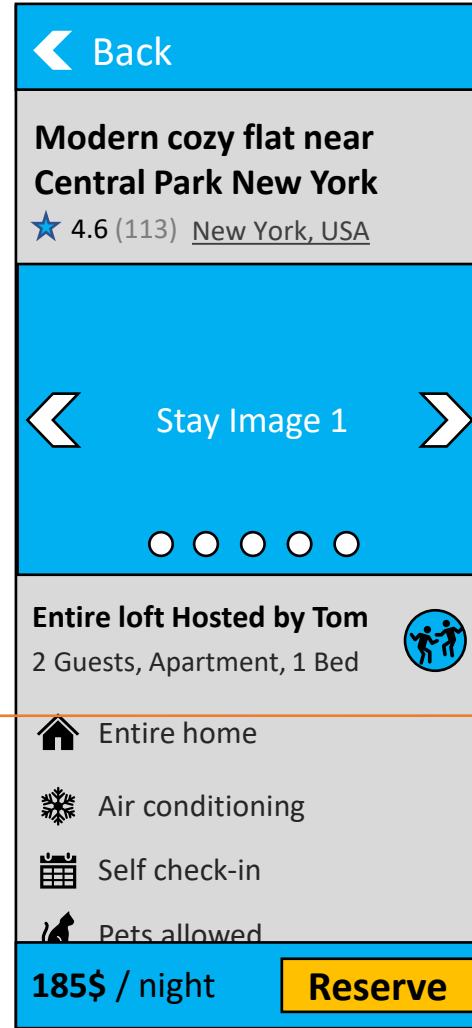 Back
Modern cozy flat near
Central Park New York
4.6 (113) New York, USA
Stay Image 1
Entire loft Hosted by Tom
2 Guests, Apartment, 1 Bed
Entire home
Air conditioning
Self check-in
Pets allowed
185$ / night Reserve